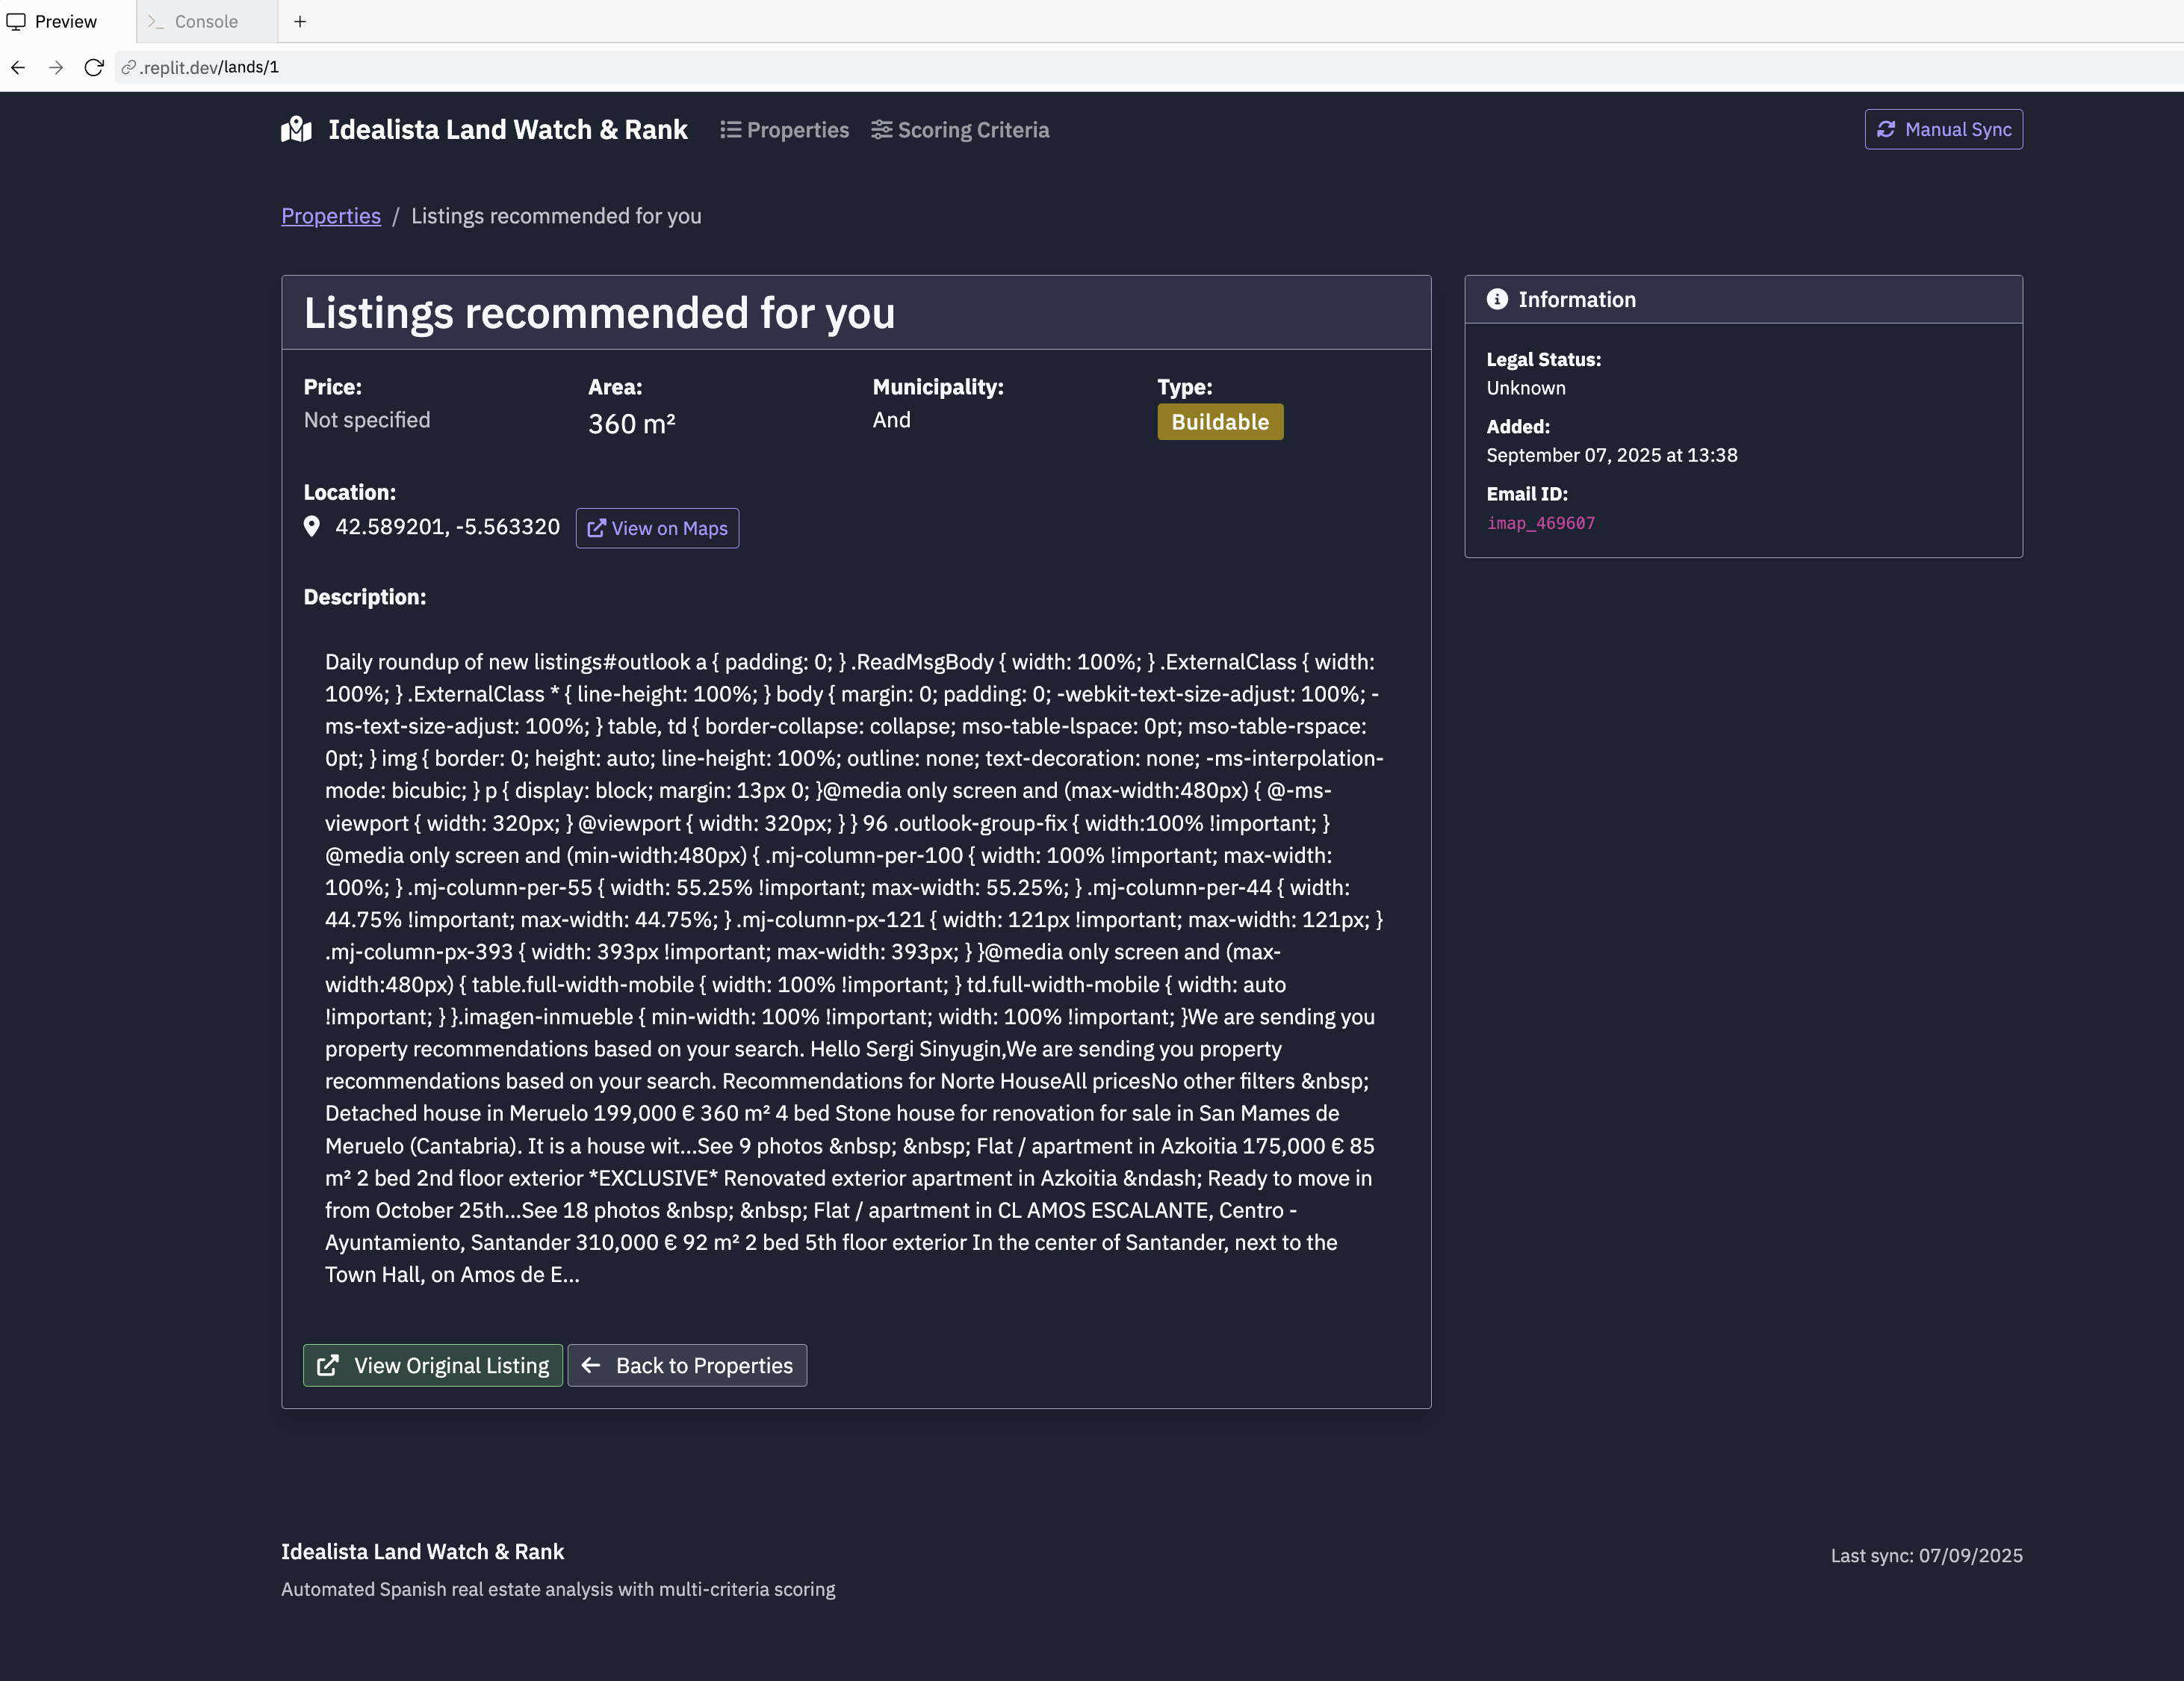 Preview
Console
.replit.dev/lands/1
Idealista Land Watch & Rank
Properties
Scoring Criteria
Manual Sync
Properties / Listings recommended for you
Listings recommended for you
Price:
Not specified
Area:
360 m²
Municipality:
And
Type:
Buildable
Location:
42.589201, -5.563320
View on Maps
Description:
Daily roundup of new listings#outlook a { padding: 0; } .ReadMsgBody { width: 100%; } .ExternalClass { width:
100%; } .ExternalClass * { line-height: 100%; } body { margin: 0; padding: 0; -webkit-text-size-adjust: 100%; -
ms-text-size-adjust: 100%; } table, td { border-collapse: collapse; mso-table-lspace: 0pt; mso-table-rspace:
0pt; } img { border: 0; height: auto; line-height: 100%; outline: none; text-decoration: none; -ms-interpolation-
mode: bicubic; } p { display: block; margin: 13px 0; }@media only screen and (max-width:480px) { @-ms-
viewport { width: 320px; } @viewport { width: 320px; } } 96 .outlook-group-fix { width:100% !important; }
@media only screen and (min-width:480px) { .mj-column-per-100 { width: 100% !important; max-width:
100%; } .mj-column-per-55 { width: 55.25% !important; max-width: 55.25%; } .mj-column-per-44 { width:
44.75% !important; max-width: 44.75%; } .mj-column-px-121 { width: 121px !important; max-width: 121px; }
.mj-column-px-393 { width: 393px !important; max-width: 393px; } }@media only screen and (max-
width:480px) { table.full-width-mobile { width: 100% !important; } td.full-width-mobile { width: auto
!important; } }.imagen-inmueble { min-width: 100% !important; width: 100% !important; }We are sending you
property recommendations based on your search. Hello Sergi Sinyugin,We are sending you property
recommendations based on your search. Recommendations for Norte HouseAll pricesNo other filters &nbsp;
Detached house in Meruelo 199,000 € 360 m² 4 bed Stone house for renovation for sale in San Mames de
Meruelo (Cantabria). It is a house wit...See 9 photos &nbsp; &nbsp; Flat / apartment in Azkoitia 175,000 € 85
m² 2 bed 2nd floor exterior *EXCLUSIVE* Renovated exterior apartment in Azkoitia &ndash; Ready to move in
from October 25th...See 18 photos &nbsp; &nbsp; Flat / apartment in CL AMOS ESCALANTE, Centro -
Ayuntamiento, Santander 310,000 € 92 m² 2 bed 5th floor exterior In the center of Santander, next to the
Town Hall, on Amos de E...
View Original Listing
Back to Properties
Information
Legal Status:
Unknown
Added:
September 07, 2025 at 13:38
Email ID:
imap_469607
Idealista Land Watch & Rank
Automated Spanish real estate analysis with multi-criteria scoring
Last sync: 07/09/2025